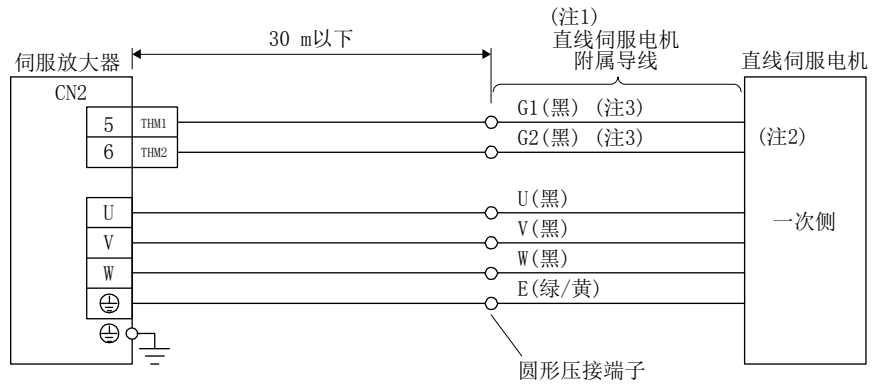 (注1)
直线伺服电机
附属导线
30 m以下
伺服放大器
直线伺服电机
CN2
5 THM1
G1(黑) (注3)
6 THM2
G2(黑) (注3)
(注2)
U
U(黑)
V
V(黑)
一次侧
W
W(黑)
E(绿/黄)
圆形压接端子